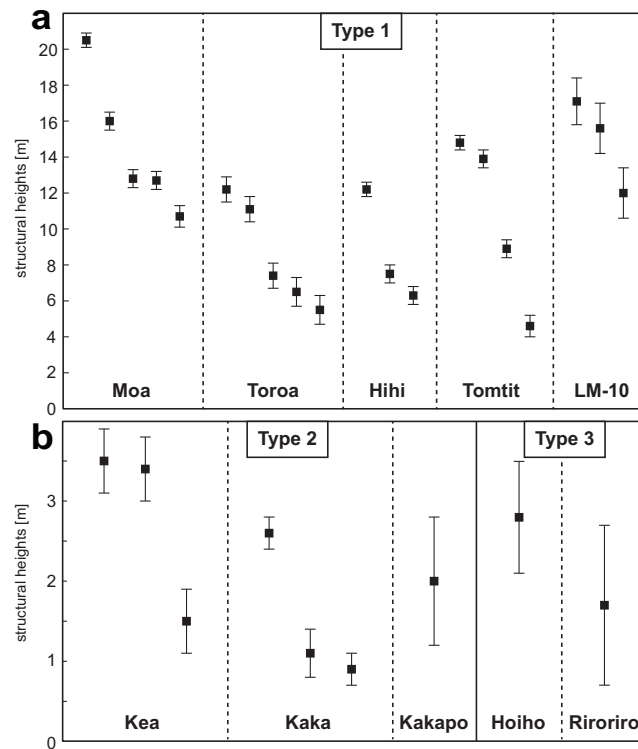 a
Type 1
structural heights [m]
20
18
16
14
12
10
8
6
4
2
0
Moa Toroa Hihi Tomtit LM-10
b
Type 2 Type 3
structural heights [m]
3
2
1
0
Kea Kaka Kakapo Hoiho Riroriro